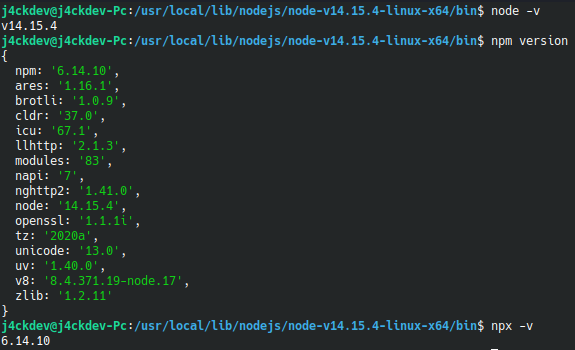 j4ckdev@j4ckdev-Pc:/usr/local/lib/nodejs/node-v14.15.4-linux-x64/bin$ node -v
v14.15.4
j4ckdev@j4ckdev-Pc:/usr/local/lib/nodejs/node-v14.15.4-linux-x64/bin$ npm version
{
  npm: '6.14.10',
  ares: '1.16.1',
  brotli: '1.0.9',
  cldr: '37.0',
  icu: '67.1',
  llhttp: '2.1.3',
  modules: '83',
  napi: '7',
  nghttp2: '1.41.0',
  node: '14.15.4',
  openssl: '1.1.1i',
  tz: '2020a',
  unicode: '13.0',
  uv: '1.40.0',
  v8: '8.4.371.19-node.17',
  zlib: '1.2.11'
}
j4ckdev@j4ckdev-Pc:/usr/local/lib/nodejs/node-v14.15.4-linux-x64/bin$ npx -v
6.14.10